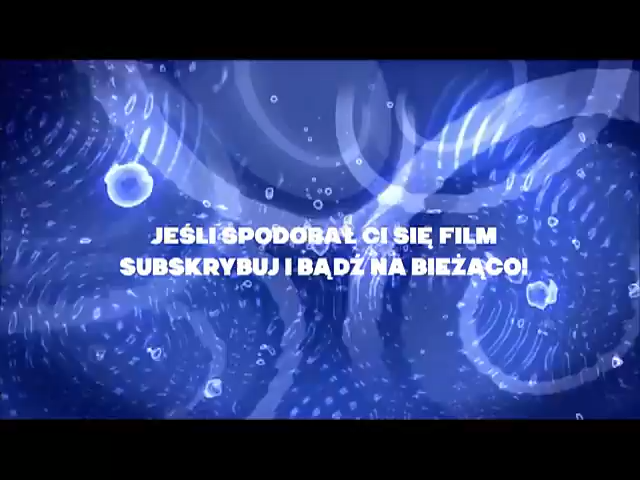 JEŚLI SPODOBAŁ CI SIĘ FILM
SUBSKRYBUJ I BĄDŹ NA BIEŻĄCO!